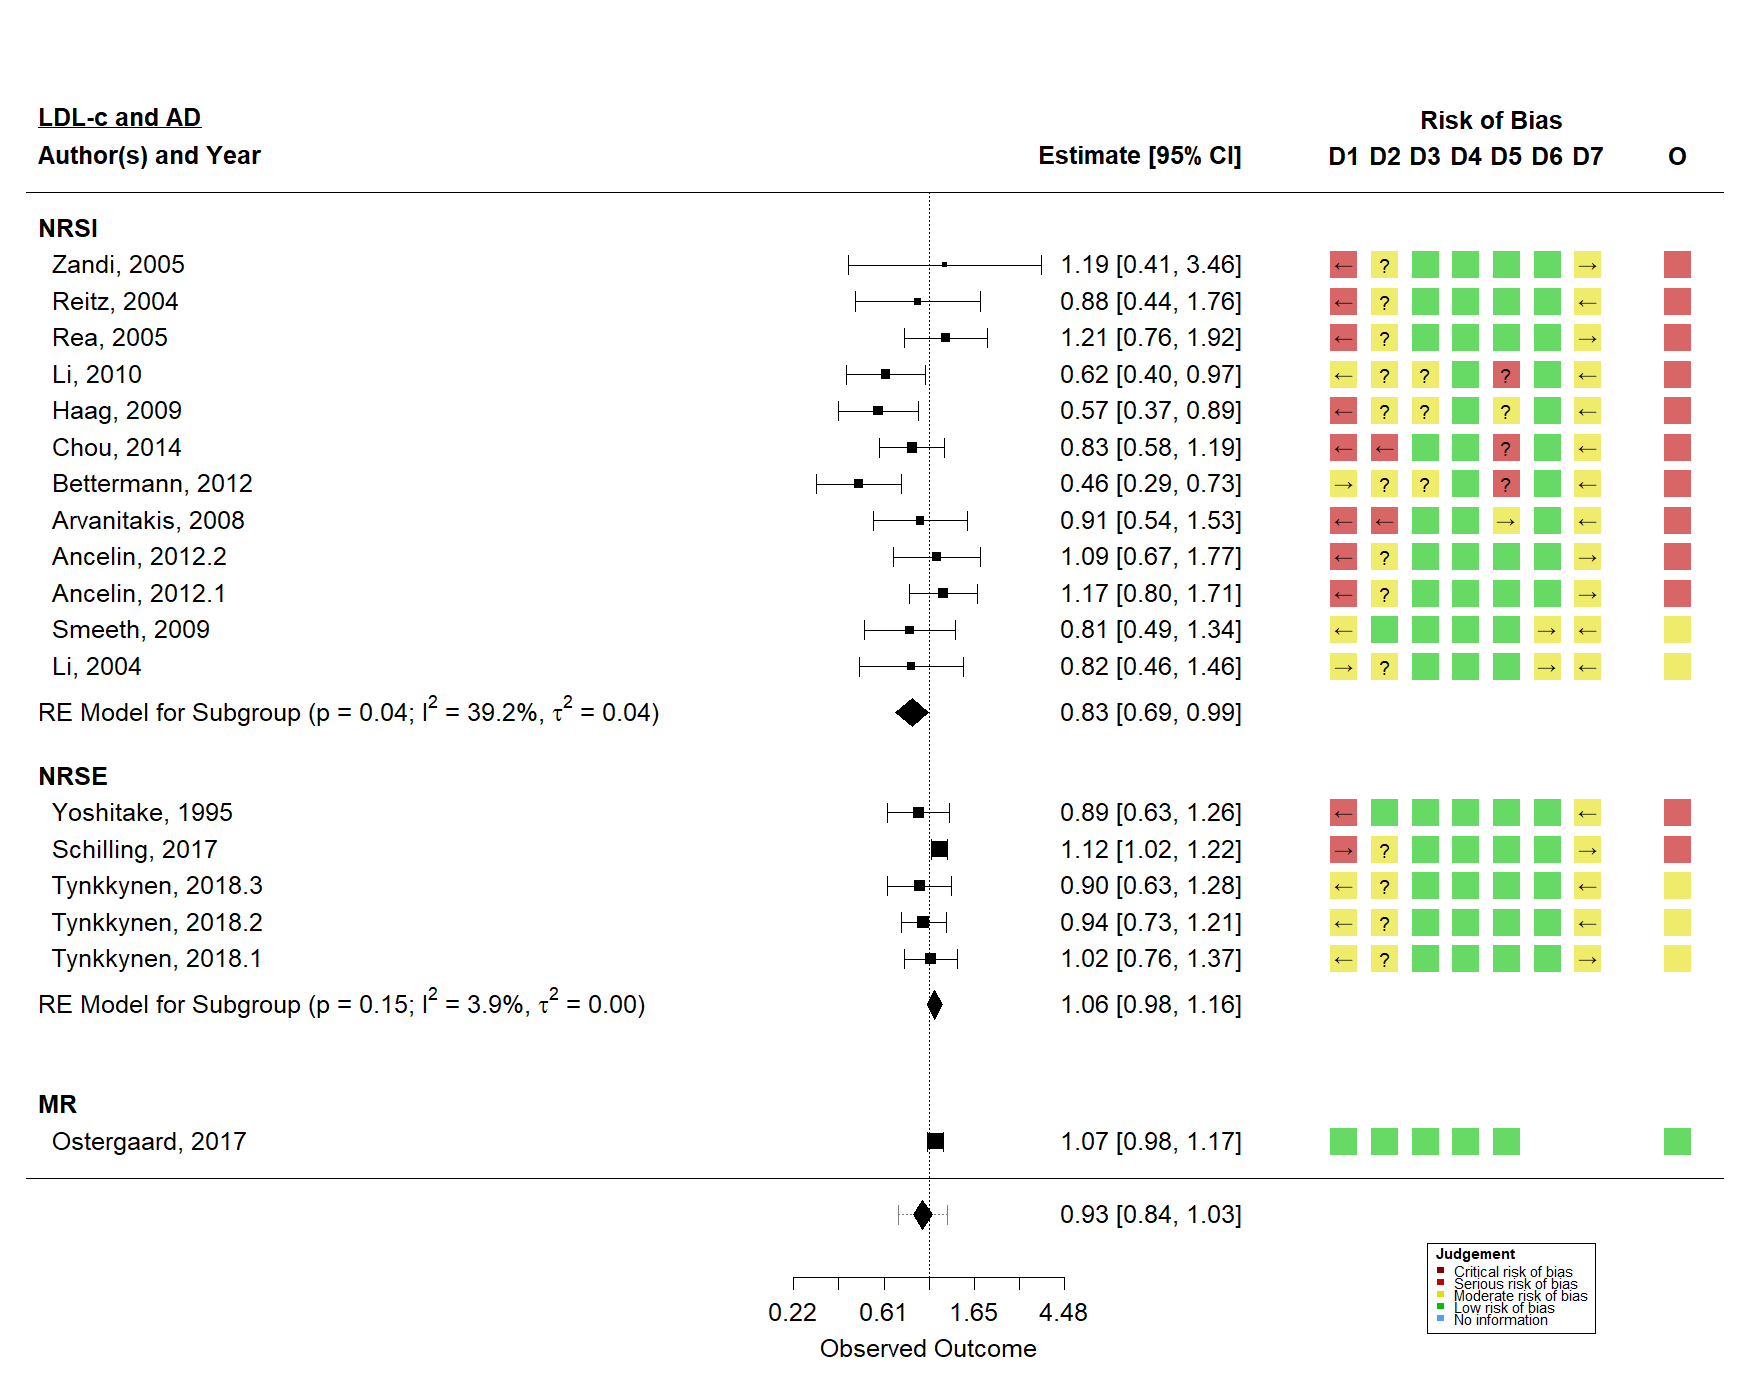 LDL-c and AD
Risk of Bias
Author(s) and Year Estimate [95% CI] D1 D2 D3 D4 D5 D6 D7 O
NRSI
Zandi, 2005 1.19 [0.41, 3.46] ← ? →
Reitz, 2004 0.88 [0.44, 1.76] ← ? ←
Rea, 2005 1.21 [0.76, 1.92] ← ? →
Li, 2010 0.62 [0.40, 0.97] ← ? ? ? ←
Haag, 2009 0.57 [0.37, 0.89] ← ? ? ? ←
Chou, 2014 0.83 [0.58, 1.19] ← ← ? ←
Bettermann, 2012 0.46 [0.29, 0.73] → ? ? ? ←
Arvanitakis, 2008 0.91 [0.54, 1.53] ← ← → ←
Ancelin, 2012.2 1.09 [0.67, 1.77] ← ? →
Ancelin, 2012.1 1.17 [0.80, 1.71] ← ? →
Smeeth, 2009 0.81 [0.49, 1.34] ← → ←
Li, 2004 0.82 [0.46, 1.46] → ? → ←
RE Model for Subgroup (p = 0.04; I² = 39.2%, τ² = 0.04) 0.83 [0.69, 0.99]
NRSE
Yoshitake, 1995 0.89 [0.63, 1.26] ← ←
Schilling, 2017 1.12 [1.02, 1.22] → ? →
Tynkkynen, 2018.3 0.90 [0.63, 1.28] ← ? ←
Tynkkynen, 2018.2 0.94 [0.73, 1.21] ← ? ←
Tynkkynen, 2018.1 1.02 [0.76, 1.37] ← ? →
RE Model for Subgroup (p = 0.15; I² = 3.9%, τ² = 0.00) 1.06 [0.98, 1.16]
MR
Ostergaard, 2017 1.07 [0.98, 1.17]
0.93 [0.84, 1.03]
0.22 0.61 1.65 4.48
Observed Outcome
Judgement
Critical risk of bias
Serious risk of bias
Moderate risk of bias
Low risk of bias
No information